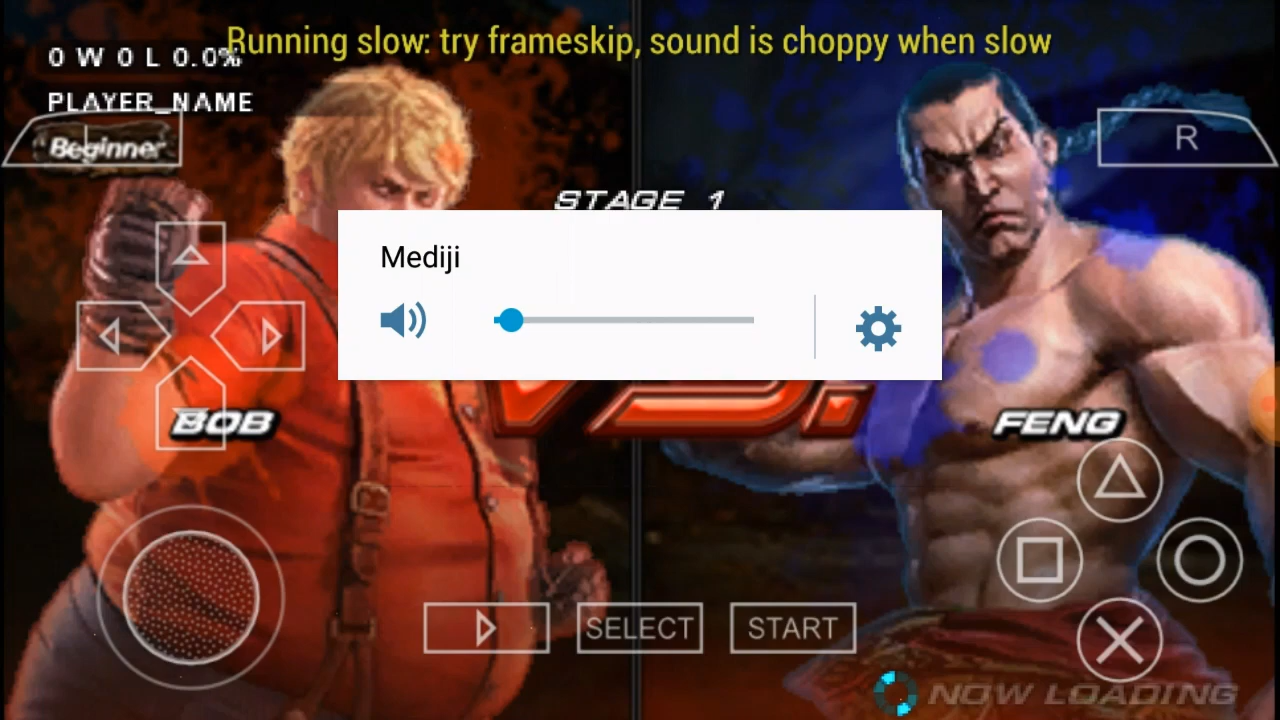 Running slow: try frameskip, sound is choppy when slow
0 W 0 L 0.0%
PLAYER_NAME
Beginner
R
STAGE 1
Mediji
VS.
BOB
FENG
SELECT
START
NOW LOADING